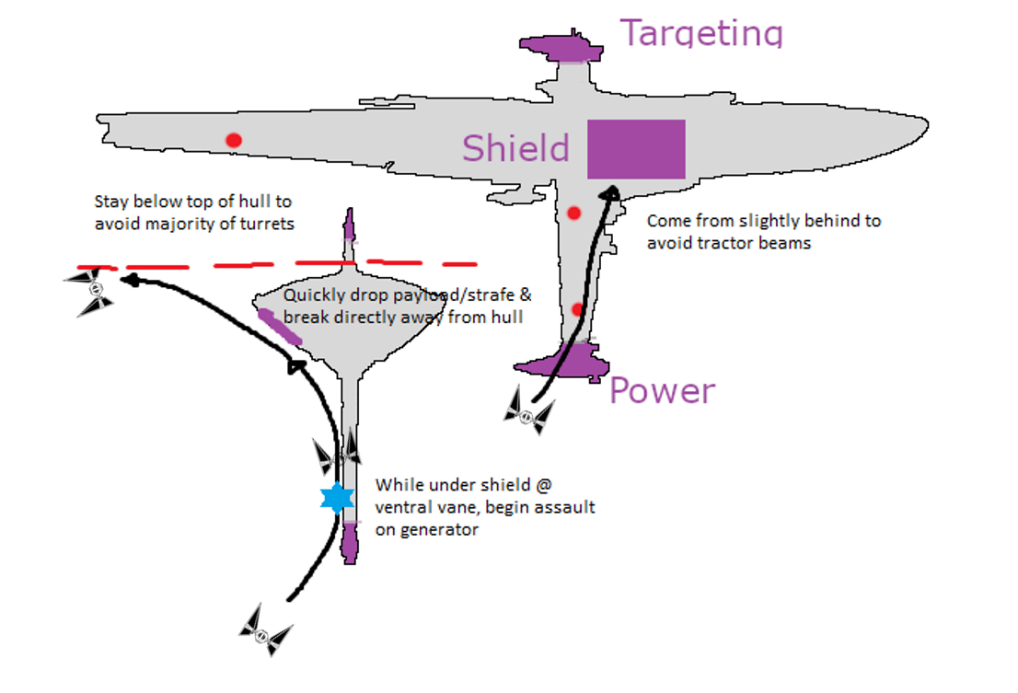 Targeting
Shield
Stay below top of hull to
avoid majority of turrets
Come from slightly behind to
avoid tractor beams
Quickly drop payload/strafe &
break directly away from hull
Power
While under shield @
ventral vane, begin assault
on generator